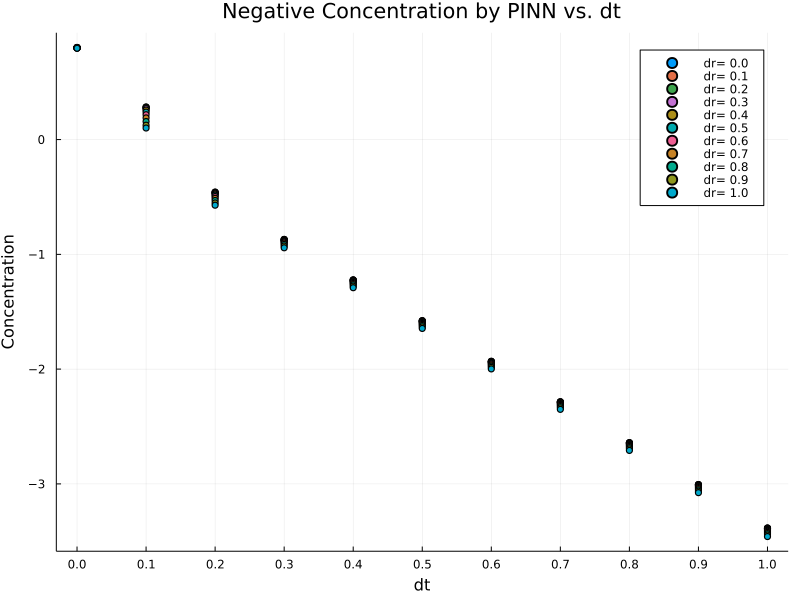 Negative Concentration by PINN vs. dt
dr= 0.0
dr= 0.1
dr= 0.2
dr= 0.3
dr= 0.4
dr= 0.5
dr= 0.6
dr= 0.7
dr= 0.8
dr= 0.9
dr= 1.0
Concentration
0
−1
−2
−3
0.0 0.1 0.2 0.3 0.4 0.5 0.6 0.7 0.8 0.9 1.0
dt